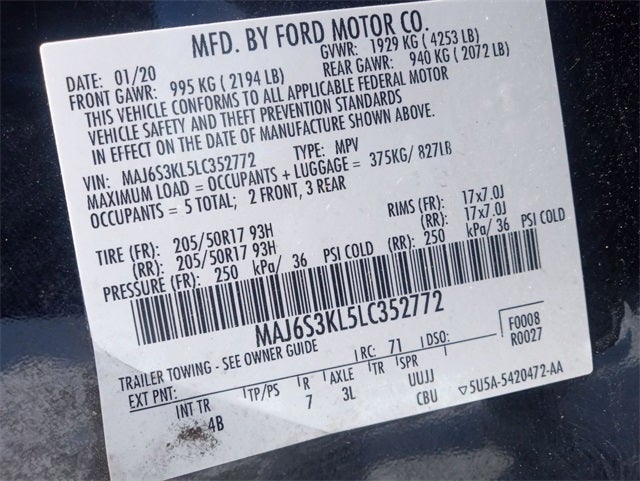 MFD. BY FORD MOTOR CO.
DATE: 01/20 GVWR: 1929 KG ( 4253 LB)
FRONT GAWR: 995 KG ( 2194 LB) REAR GAWR: 940 KG ( 2072 LB)
THIS VEHICLE CONFORMS TO ALL APPLICABLE FEDERAL MOTOR
VEHICLE SAFETY AND THEFT PREVENTION STANDARDS
IN EFFECT ON THE DATE OF MANUFACTURE SHOWN ABOVE.
VIN: MAJ6S3KL5LC352772 TYPE: MPV
MAXIMUM LOAD = OCCUPANTS + LUGGAGE = 375KG/ 827LB
OCCUPANTS = 5 TOTAL; 2 FRONT, 3 REAR
TIRE (FR): 205/50R17 93H RIMS (FR): 17x7.0J
(RR): 205/50R17 93H (RR): 17x7.0J
PRESSURE (FR): 250 kPa/ 36 PSI COLD (RR): 250 kPa/ 36 PSI COLD
MAJ6S3KL5LC352772
F0008
R0027
TRAILER TOWING - SEE OWNER GUIDE RC: 71 DSO:
EXT PNT: INT TR TP/PS R AXLE TR SPR
4B 7 3L UUJJ
CBU ▽5U5A-5420472-AA